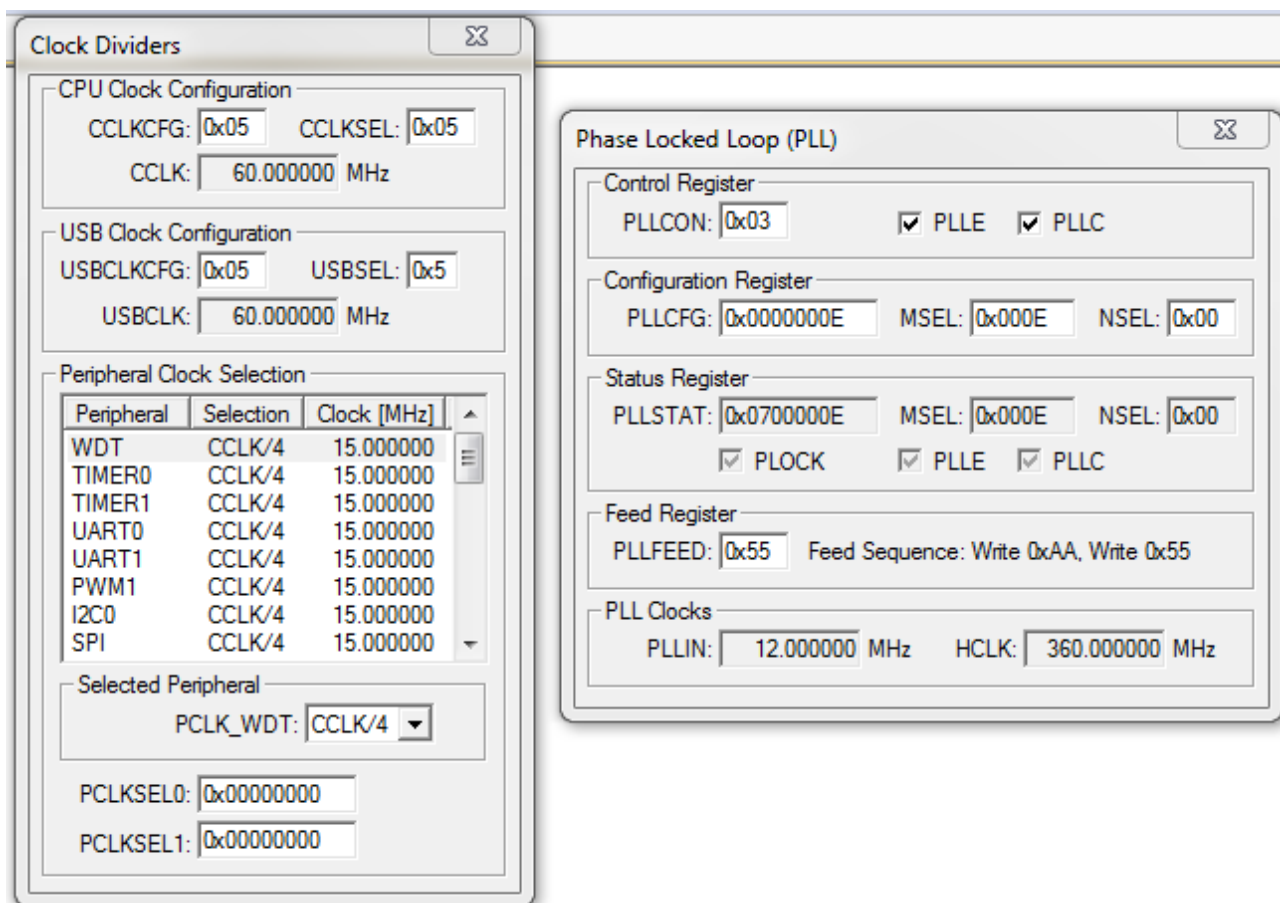 Clock Dividers
CPU Clock Configuration
CCLKCFG: 0x05 CCLKSEL: 0x05
CCLK: 60.000000 MHz
USB Clock Configuration
USBCLKCFG: 0x05 USBSEL: 0x5
USBCLK: 60.000000 MHz
Peripheral Clock Selection
Peripheral Selection Clock [MHz]
WDT CCLK/4 15.000000
TIMER0 CCLK/4 15.000000
TIMER1 CCLK/4 15.000000
UART0 CCLK/4 15.000000
UART1 CCLK/4 15.000000
PWM1 CCLK/4 15.000000
I2C0 CCLK/4 15.000000
SPI CCLK/4 15.000000
Selected Peripheral
PCLK_WDT: CCLK/4
PCLKSEL0: 0x00000000
PCLKSEL1: 0x00000000
Phase Locked Loop (PLL)
Control Register
PLLCON: 0x03 PLLE PLLC
Configuration Register
PLLCFG: 0x0000000E MSEL: 0x000E NSEL: 0x00
Status Register
PLLSTAT: 0x0700000E MSEL: 0x000E NSEL: 0x00
PLOCK PLLE PLLC
Feed Register
PLLFEED: 0x55 Feed Sequence: Write 0xAA, Write 0x55
PLL Clocks
PLLIN: 12.000000 MHz HCLK: 360.000000 MHz